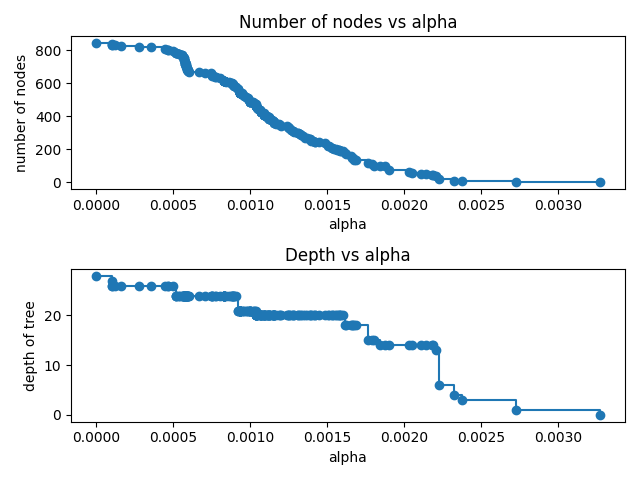 Number of nodes vs alpha
number of nodes
800
600
400
200
0
0.0000 0.0005 0.0010 0.0015 0.0020 0.0025 0.0030
alpha
Depth vs alpha
depth of tree
20
10
0
0.0000 0.0005 0.0010 0.0015 0.0020 0.0025 0.0030
alpha